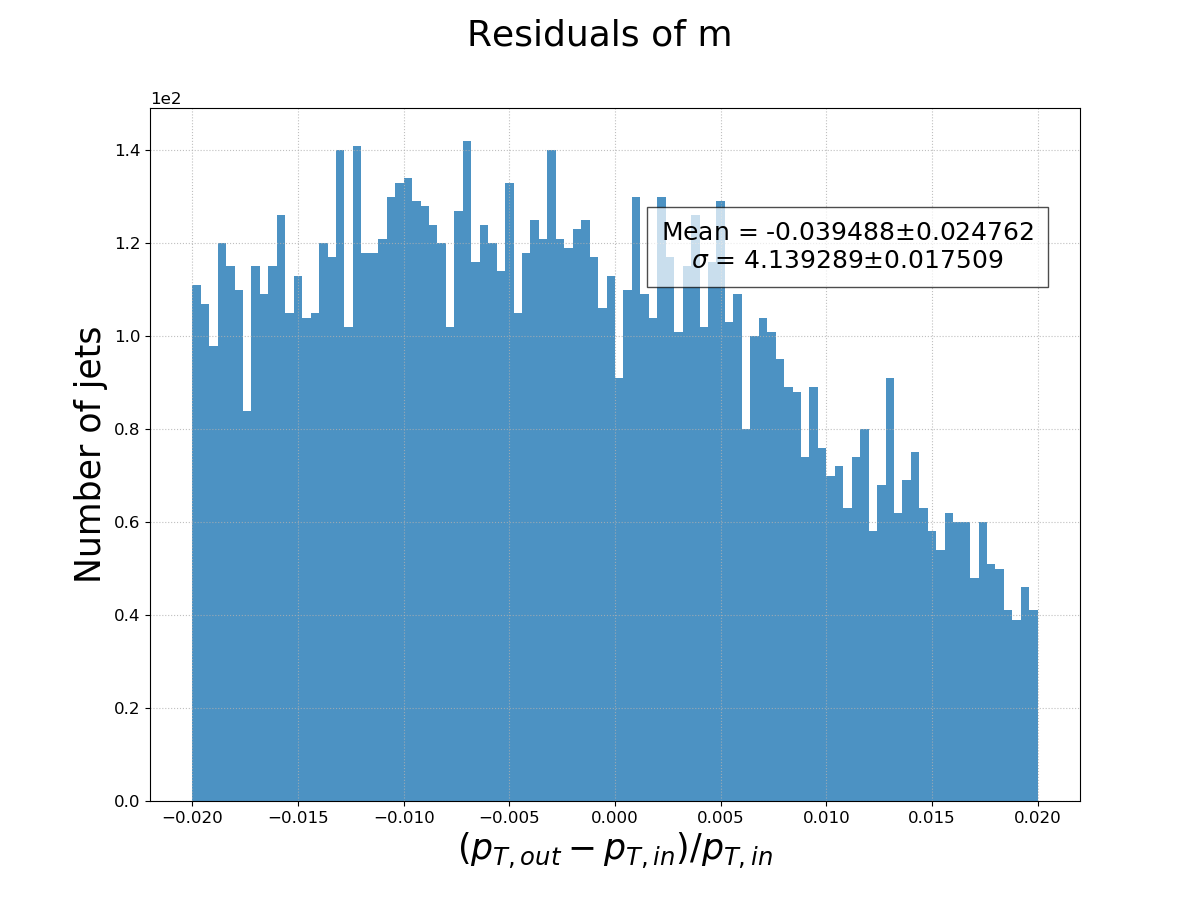 Residuals of m
1e2
1.4
1.2
1.0
0.8
0.6
0.4
0.2
0.0
Number of jets
Mean = -0.039488±0.024762
σ = 4.139289±0.017509
−0.020 −0.015 −0.010 −0.005 0.000 0.005 0.010 0.015 0.020
(p_{T,out} − p_{T,in})/p_{T,in}